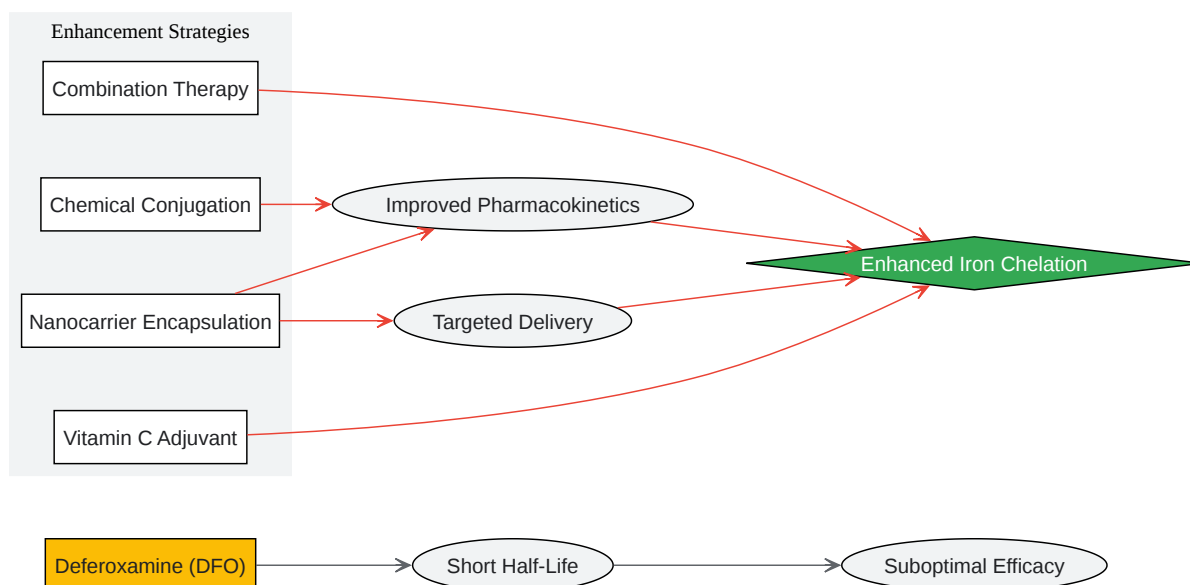 Enhancement Strategies
Combination Therapy
Chemical Conjugation
Improved Pharmacokinetics
Enhanced Iron Chelation
Nanocarrier Encapsulation
Targeted Delivery
Vitamin C Adjuvant
Deferoxamine (DFO)
Short Half-Life
Suboptimal Efficacy